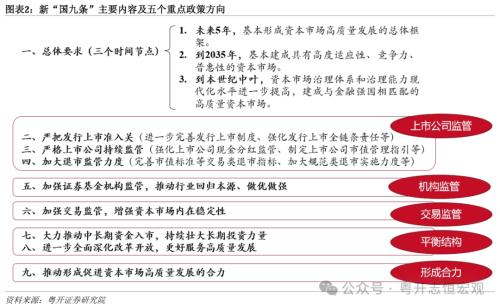 图表2：新“国九条”主要内容及五个重点政策方向
一、总体要求（三个时间节点）
1. 未来5年，基本形成资本市场高质量发展的总体框架。
2. 到2035年，基本建成具有高度适应性、竞争力、普惠性的资本市场。
3. 到本世纪中叶，资本市场治理体系和治理能力现代化水平进一步提高，建成与金融强国相匹配的高质量资本市场。
上市公司监管
二、严把发行上市准入关（进一步完善发行上市制度、强化发行上市全链条责任等）
三、严格上市公司持续监管（强化上市公司现金分红监管、制定上市公司市值管理指引等）
四、加大退市监管力度（完善市值标准等交易类退市指标、加大规范类退市实施力度等）
五、加强证券基金机构监管，推动行业回归本源、做优做强
机构监管
六、加强交易监管，增强资本市场内在稳定性
交易监管
七、大力推动中长期资金入市，持续壮大长期投资力量
八、进一步全面深化改革开放，更好服务高质量发展
平衡结构
九、推动形成促进资本市场高质量发展的合力
形成合力
资料来源：粤开证券研究院
公众号·粤开志恒宏观